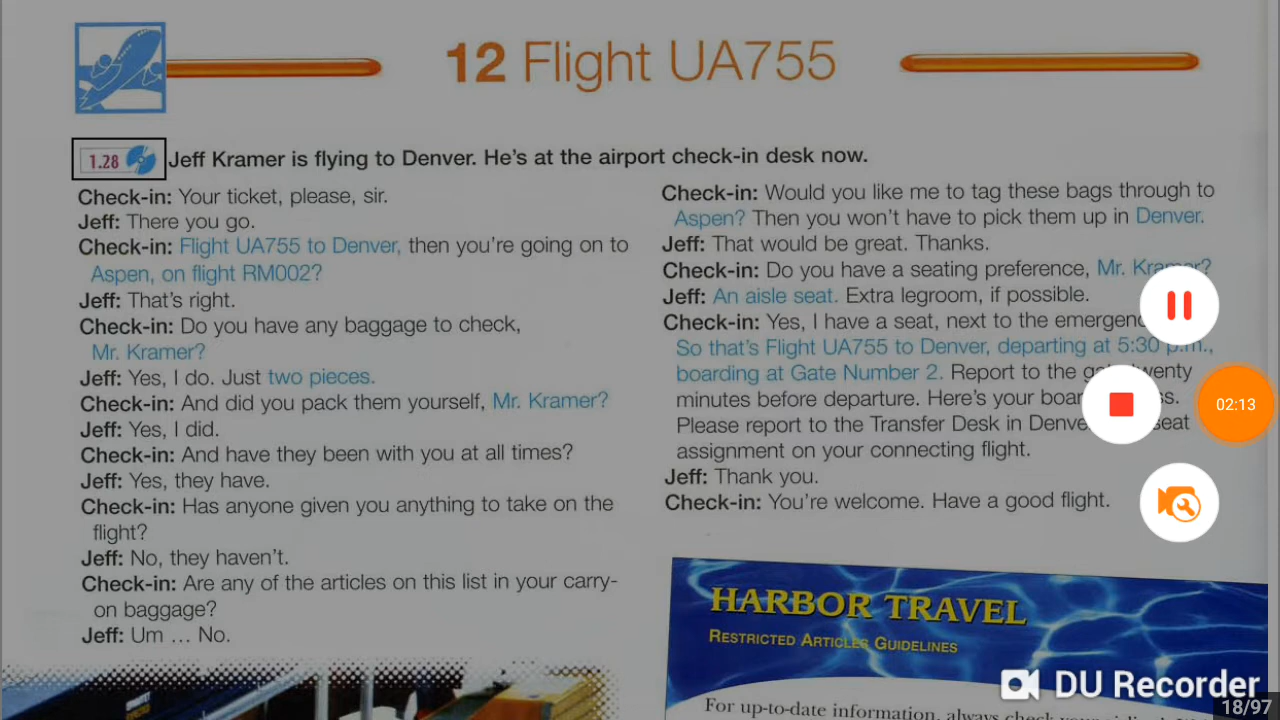 12 Flight UA755
1.28 Jeff Kramer is flying to Denver. He's at the airport check-in desk now.
Check-in: Your ticket, please, sir.
Jeff: There you go.
Check-in: Flight UA755 to Denver, then you're going on to
Aspen, on flight RM002?
Jeff: That's right.
Check-in: Do you have any baggage to check,
Mr. Kramer?
Jeff: Yes, I do. Just two pieces.
Check-in: And did you pack them yourself, Mr. Kramer?
Jeff: Yes, I did.
Check-in: And have they been with you at all times?
Jeff: Yes, they have.
Check-in: Has anyone given you anything to take on the
flight?
Jeff: No, they haven't.
Check-in: Are any of the articles on this list in your carry-
on baggage?
Jeff: Um ... No.
Check-in: Would you like me to tag these bags through to
Aspen? Then you won't have to pick them up in Denver.
Jeff: That would be great. Thanks.
Check-in: Do you have a seating preference, Mr. Kramer?
Jeff: An aisle seat. Extra legroom, if possible.
Check-in: Yes, I have a seat, next to the
So that's Flight UA755 to Denver, departing at 5:30 p.m.,
boarding at Gate Number 2. Report to the twenty
minutes before departure. Here's your
Please report to the Transfer Desk in seat
assignment on your connecting flight.
Jeff: Thank you.
Check-in: You're welcome. Have a good flight.
HARBOR TRAVEL
RESTRICTED ARTICLES GUIDELINES
For up-to-date information, always check
02:13
DU Recorder
18/97